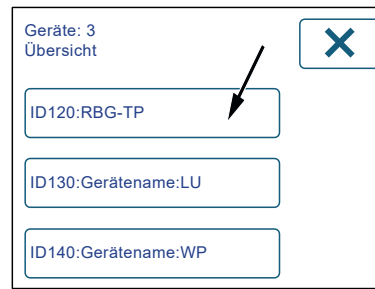 Geräte: 3
Übersicht
ID120:RBG-TP
ID130:Gerätename:LU
ID140:Gerätename:WP